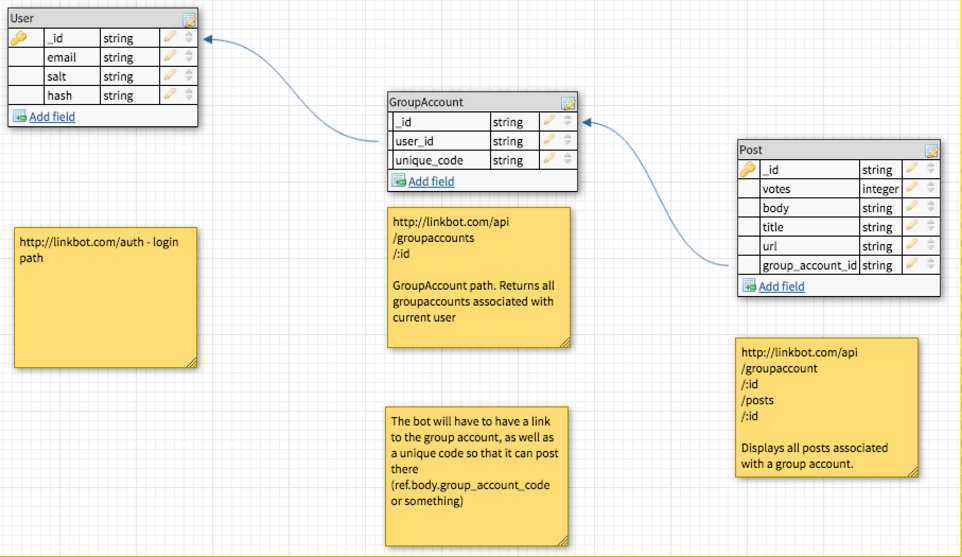 User
_id string
email string
salt string
hash string
Add field
GroupAccount
_id string
user_id string
unique_code string
Add field
Post
_id string
votes integer
body string
title string
url string
group_account_id string
Add field
http://linkbot.com/auth - login
path
http://linkbot.com/api
/groupaccounts
/:id
GroupAccount path. Returns all
groupaccounts associated with
current user
The bot will have to have a link
to the group account, as well as
a unique code so that it can post
there
(ref.body.group_account_code
or something)
http://linkbot.com/api
/groupaccount
/:id
/posts
/:id
Displays all posts associated
with a group account.